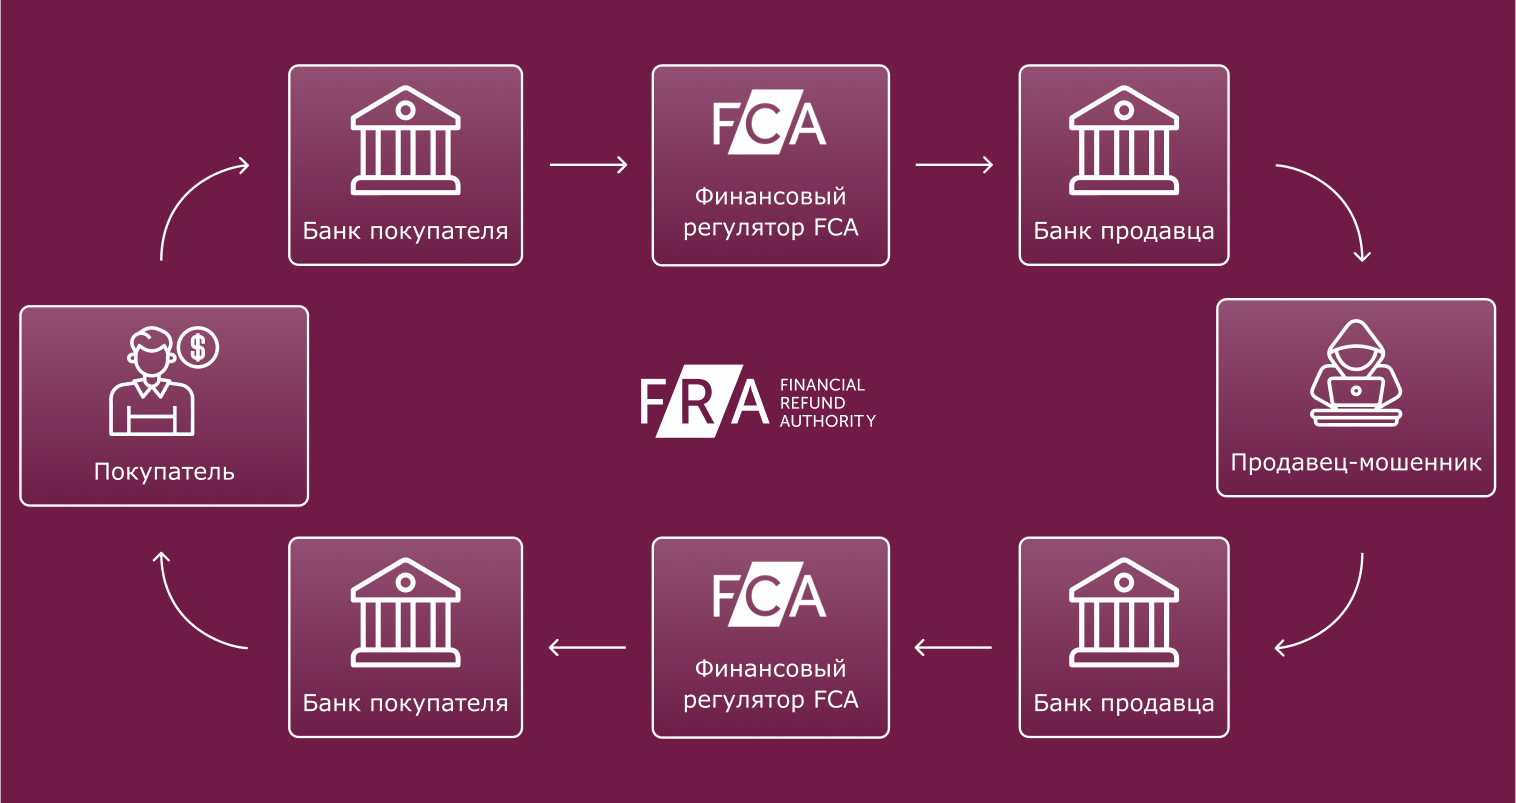 FCA
Финансовый
регулятор FCA
Банк покупателя
Банк продавца
$
Покупатель
FRA
FINANCIAL
REFUND
AUTHORITY
Продавец-мошенник
FCA
Финансовый
регулятор FCA
Банк покупателя
Банк продавца